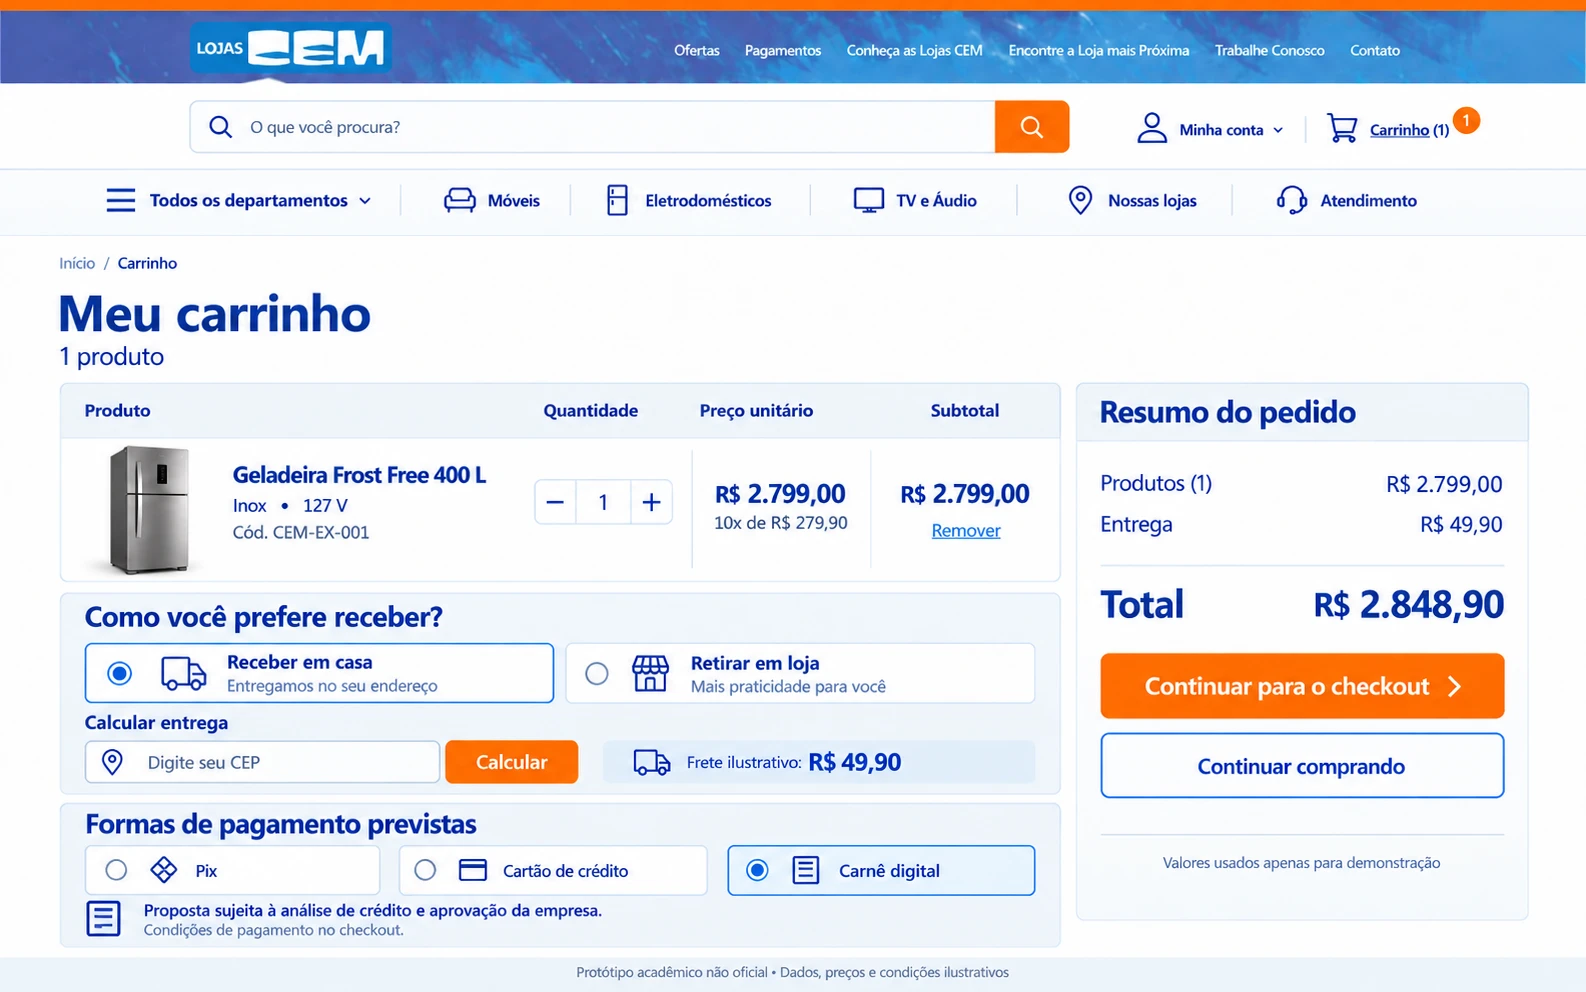 LOJAS CEM
Ofertas Pagamentos Conheça as Lojas CEM Encontre a Loja mais Próxima Trabalhe Conosco Contato
O que você procura?
Minha conta
Carrinho (1)
1
Todos os departamentos Móveis Eletrodomésticos TV e Áudio Nossas lojas Atendimento
Início / Carrinho
Meu carrinho
1 produto
Produto Quantidade Preço unitário Subtotal
Geladeira Frost Free 400 L
Inox • 127 V
Cód. CEM-EX-001
− 1 +
R$ 2.799,00
10x de R$ 279,90
R$ 2.799,00
Remover
Como você prefere receber?
Receber em casa
Entregamos no seu endereço
Retirar em loja
Mais praticidade para você
Calcular entrega
Digite seu CEP
Calcular
Frete ilustrativo: R$ 49,90
Formas de pagamento previstas
Pix
Cartão de crédito
Carnê digital
Proposta sujeita à análise de crédito e aprovação da empresa.
Condições de pagamento no checkout.
Resumo do pedido
Produtos (1) R$ 2.799,00
Entrega R$ 49,90
Total R$ 2.848,90
Continuar para o checkout
Continuar comprando
Valores usados apenas para demonstração
Protótipo acadêmico não oficial • Dados, preços e condições ilustrativos